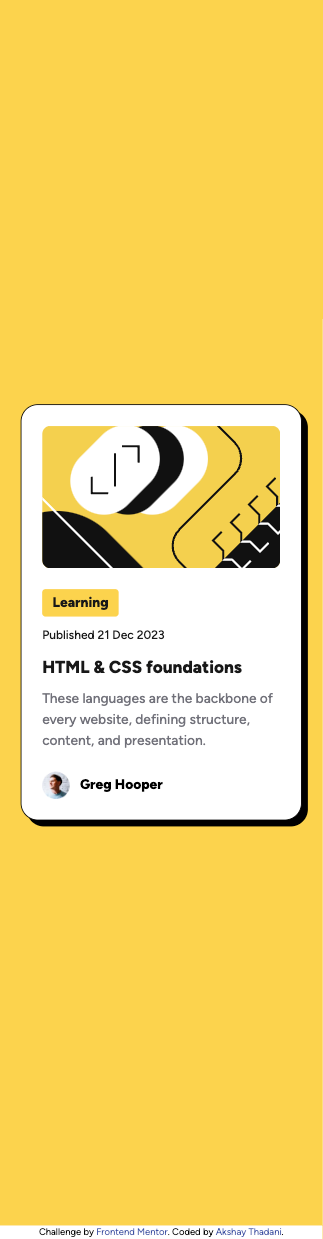 Learning
Published 21 Dec 2023
HTML & CSS foundations
These languages are the backbone of
every website, defining structure,
content, and presentation.
Greg Hooper
Challenge by Frontend Mentor. Coded by Akshay Thadani.